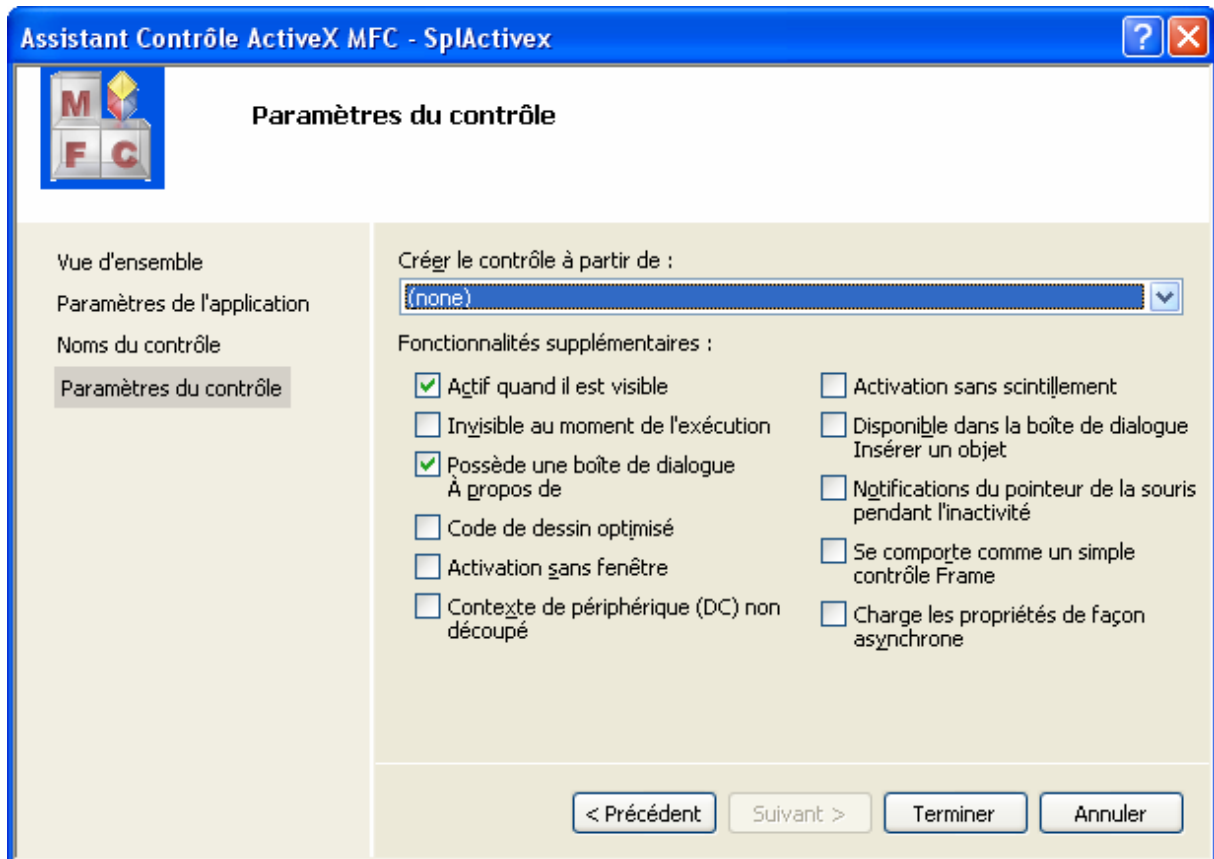 Assistant Contrôle ActiveX MFC - SplActivex
M
F C
Paramètres du contrôle
Vue d'ensemble
Paramètres de l'application
Noms du contrôle
Paramètres du contrôle
Créer le contrôle à partir de :
(none)
Fonctionnalités supplémentaires :
Actif quand il est visible
Invisible au moment de l'exécution
Possède une boîte de dialogue
À propos de
Code de dessin optimisé
Activation sans fenêtre
Contexte de périphérique (DC) non
découpé
Activation sans scintillement
Disponible dans la boîte de dialogue
Insérer un objet
Notifications du pointeur de la souris
pendant l'inactivité
Se comporte comme un simple
contrôle Frame
Charge les propriétés de façon
asynchrone
< Précédent
Suivant >
Terminer
Annuler